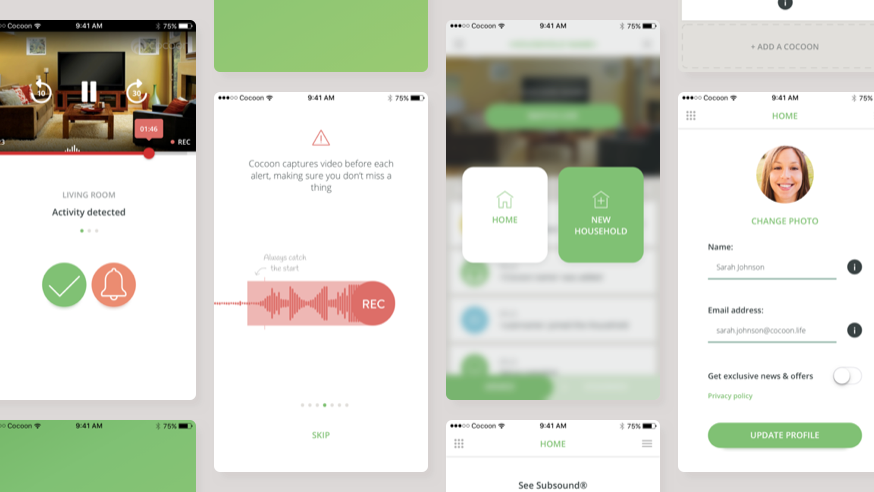 Cocoon 9:41 AM 75%
10
30
01:46
3
REC
LIVING ROOM
Activity detected
Cocoon 9:41 AM 75%
Cocoon 9:41 AM 75%
Cocoon captures video before each
alert, making sure you don't miss a
thing
Always catch
the start
REC
SKIP
Cocoon 9:41 AM 75%
HOME
NEW
HOUSEHOLD
Cocoon 9:41 AM 75%
HOME
See Subsound®
+ ADD A COCOON
Cocoon 9:41 AM 75%
HOME
CHANGE PHOTO
Name:
Sarah Johnson
Email address:
sarah.johnson@cocoon.life
Get exclusive news & offers
Privacy policy
UPDATE PROFILE